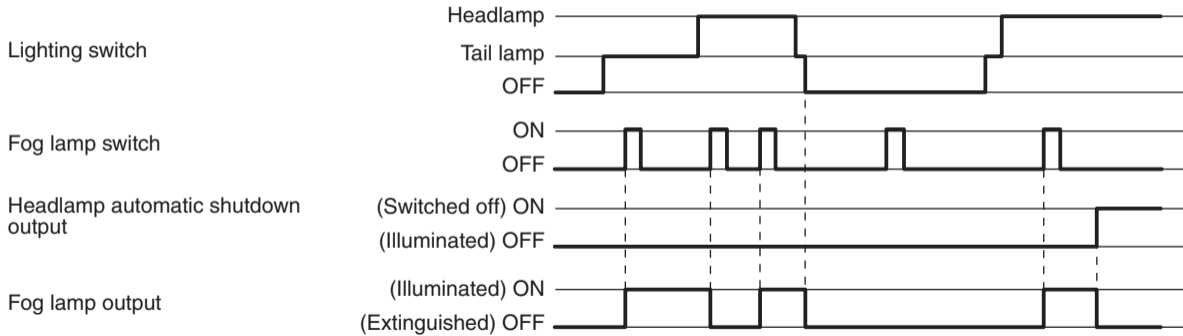 Headlamp
Lighting switch
Tail lamp
OFF
ON
Fog lamp switch
OFF
Headlamp automatic shutdown
output
(Switched off) ON
(Illuminated) OFF
(Illuminated) ON
Fog lamp output
(Extinguished) OFF